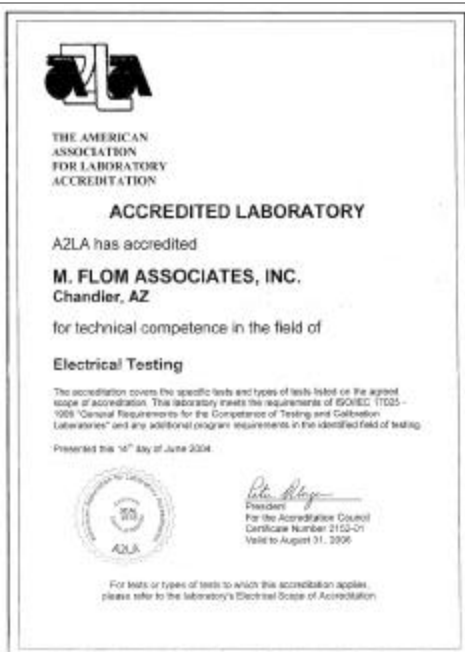 A2LA
THE AMERICAN
ASSOCIATION
FOR LABORATORY
ACCREDITATION
ACCREDITED LABORATORY
A2LA has accredited
M. FLOM ASSOCIATES, INC.
Chandler, AZ
for technical competence in the field of
Electrical Testing
The accreditation covers the specific tests and types of tests listed on the agreed
scope of accreditation. This laboratory meets the requirements of ISO/IEC 17025 -
1999 "General Requirements for the Competence of Testing and Calibration
Laboratories" and any additional program requirements in the identified field of testing.
Presented this 14th day of June 2004.
SEAL
A2LA
President
For the Accreditation Council
Certificate Number 2152-01
Valid to August 31, 2006
For tests or types of tests to which this accreditation applies,
please refer to the laboratory's Electrical Scope of Accreditation